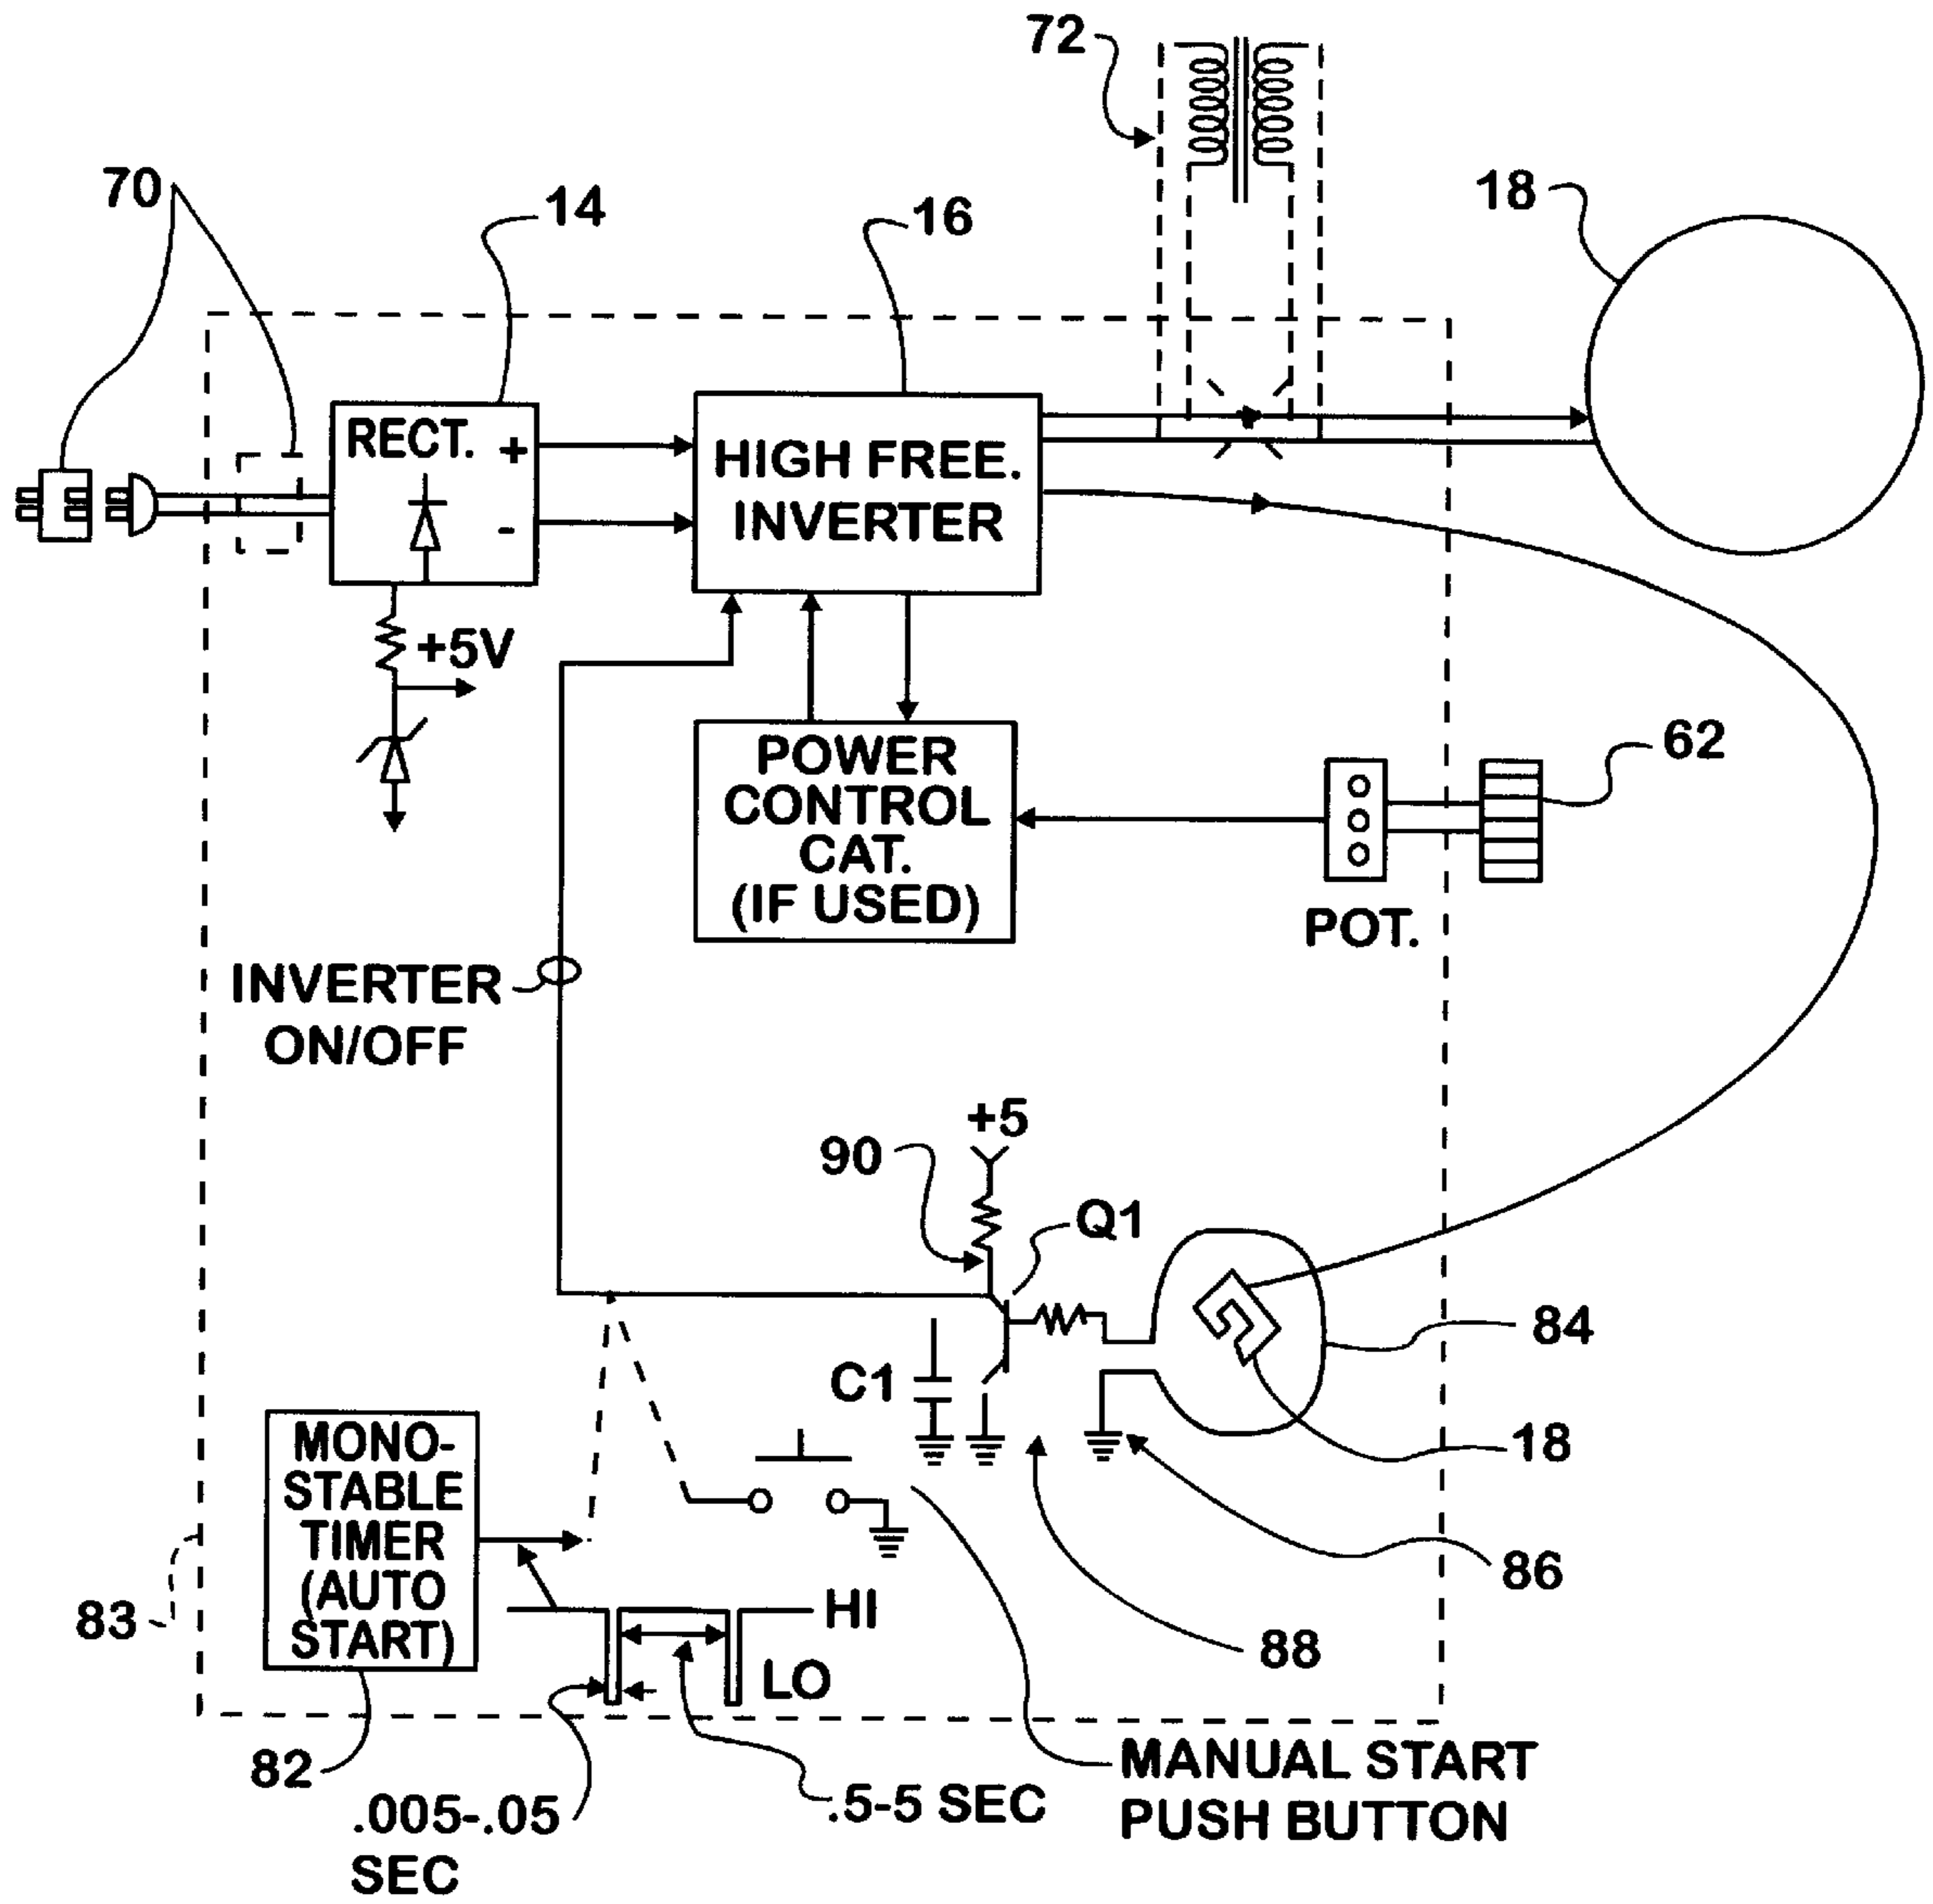 72
70
14
16
18
RECT.
+
-
HIGH FREE.
INVERTER
+5V
POWER
CONTROL
CAT.
(IF USED)
62
POT.
INVERTER
ON/OFF
+5
90
Q1
84
C1
18
MONO-
STABLE
TIMER
(AUTO
START)
86
83
HI
88
LO
82
MANUAL START
PUSH BUTTON
.005-.05
SEC
.5-5 SEC